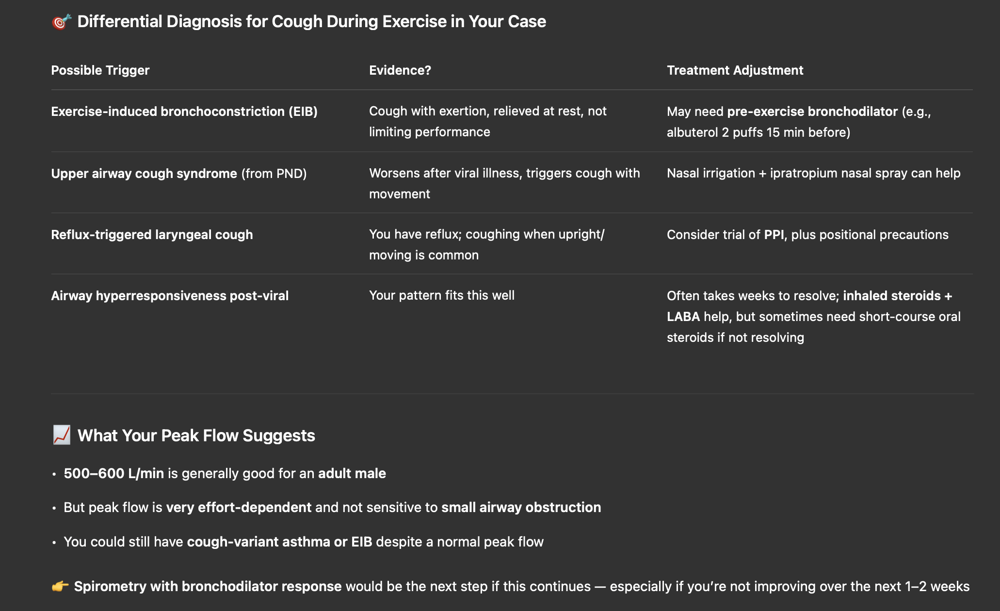 🎯 Differential Diagnosis for Cough During Exercise in Your Case
Possible Trigger
Evidence?
Treatment Adjustment
Exercise-induced bronchoconstriction (EIB)
Cough with exertion, relieved at rest, not
limiting performance
May need pre-exercise bronchodilator (e.g.,
albuterol 2 puffs 15 min before)
Upper airway cough syndrome (from PND)
Worsens after viral illness, triggers cough with
movement
Nasal irrigation + ipratropium nasal spray can help
Reflux-triggered laryngeal cough
You have reflux; coughing when upright/
moving is common
Consider trial of PPI, plus positional precautions
Airway hyperresponsiveness post-viral
Your pattern fits this well
Often takes weeks to resolve; inhaled steroids +
LABA help, but sometimes need short-course oral
steroids if not resolving
📈 What Your Peak Flow Suggests
• 500–600 L/min is generally good for an adult male
• But peak flow is very effort-dependent and not sensitive to small airway obstruction
• You could still have cough-variant asthma or EIB despite a normal peak flow
👉 Spirometry with bronchodilator response would be the next step if this continues — especially if you’re not improving over the next 1–2 weeks